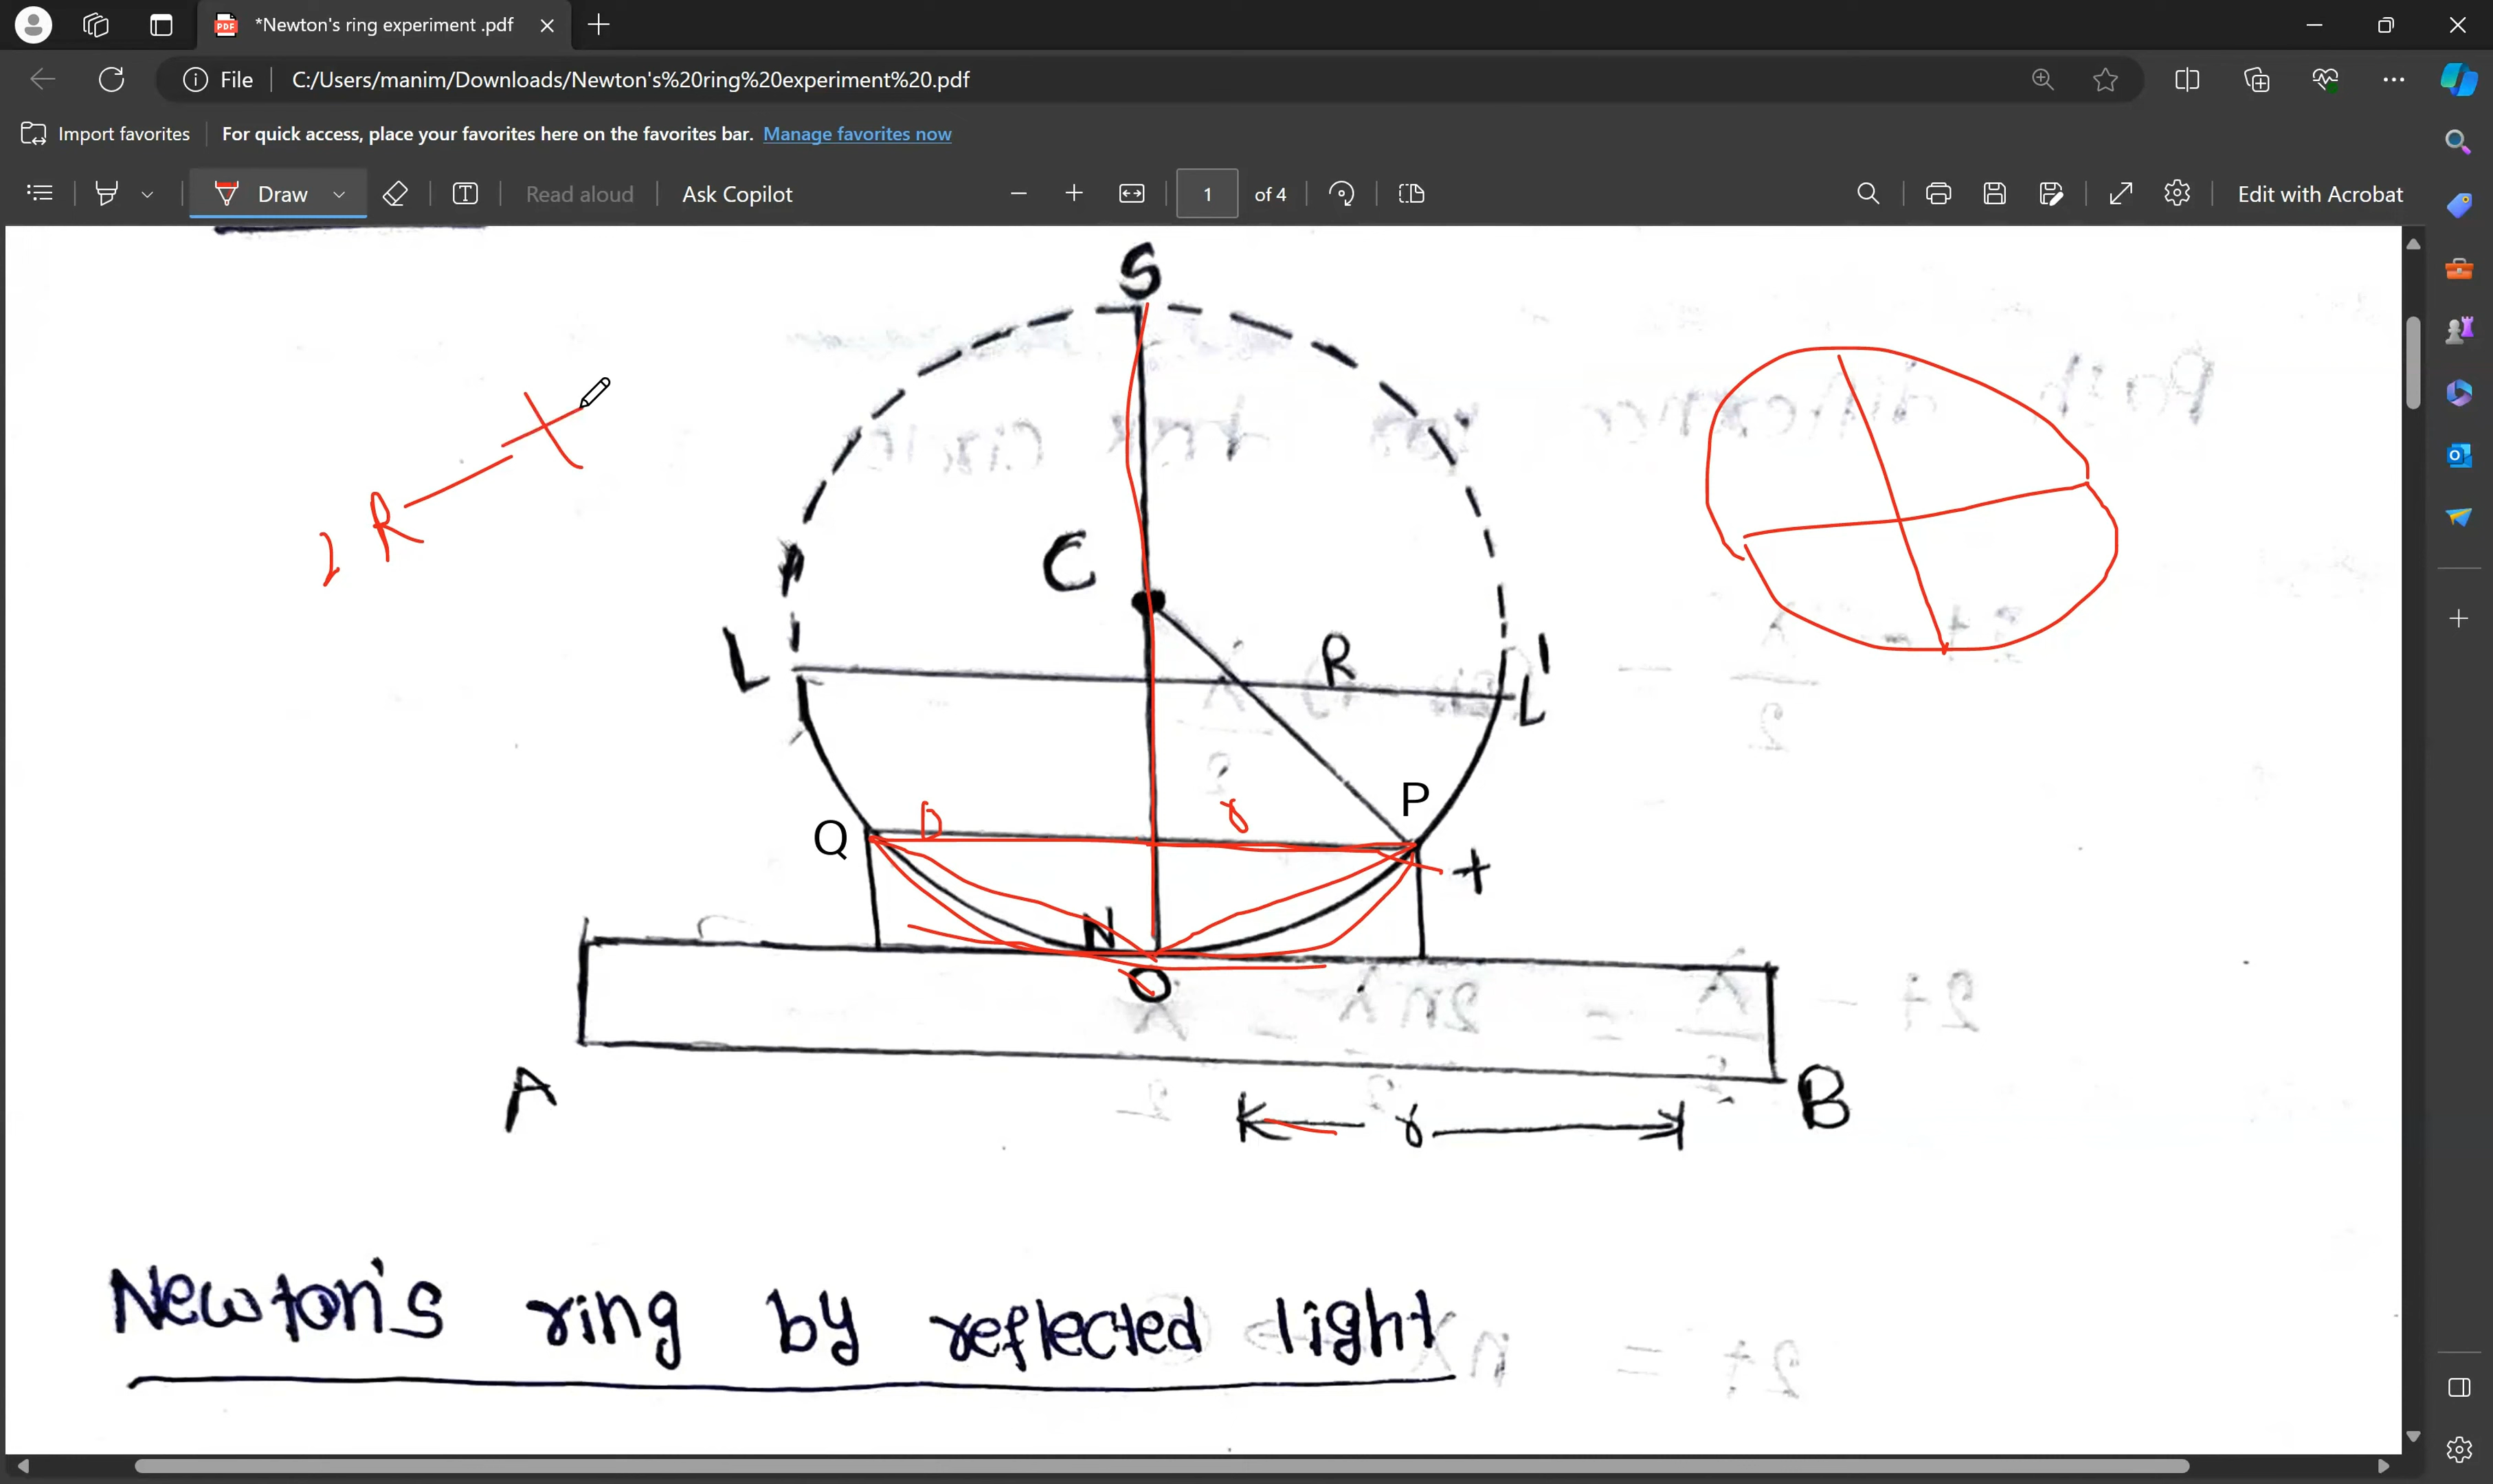 *Newton's ring experiment .pdf
File C:/Users/manim/Downloads/Newton's%20ring%20experiment%20.pdf
Import favorites For quick access, place your favorites here on the favorites bar. Manage favorites now
Draw Read aloud Ask Copilot 1 of 4 Edit with Acrobat
S
2R - t
C
L R L'
Q D r P
t
N
O
A r B
Newton's ring by reflected light